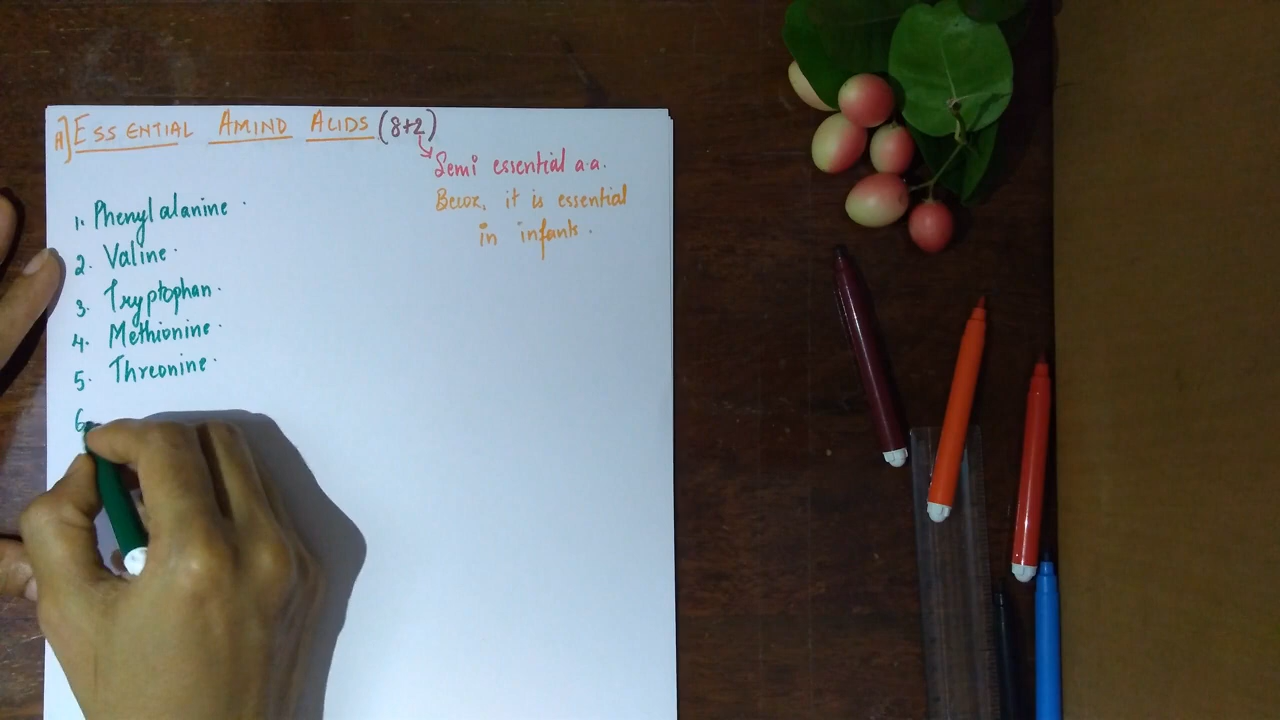 A] ESSENTIAL AMINO ACIDS (8+2)
Semi essential a.a.
Becoz, it is essential
in infants.
1. Phenylalanine.
2. Valine.
3. Tryptophan.
4. Methionine.
5. Threonine.
6